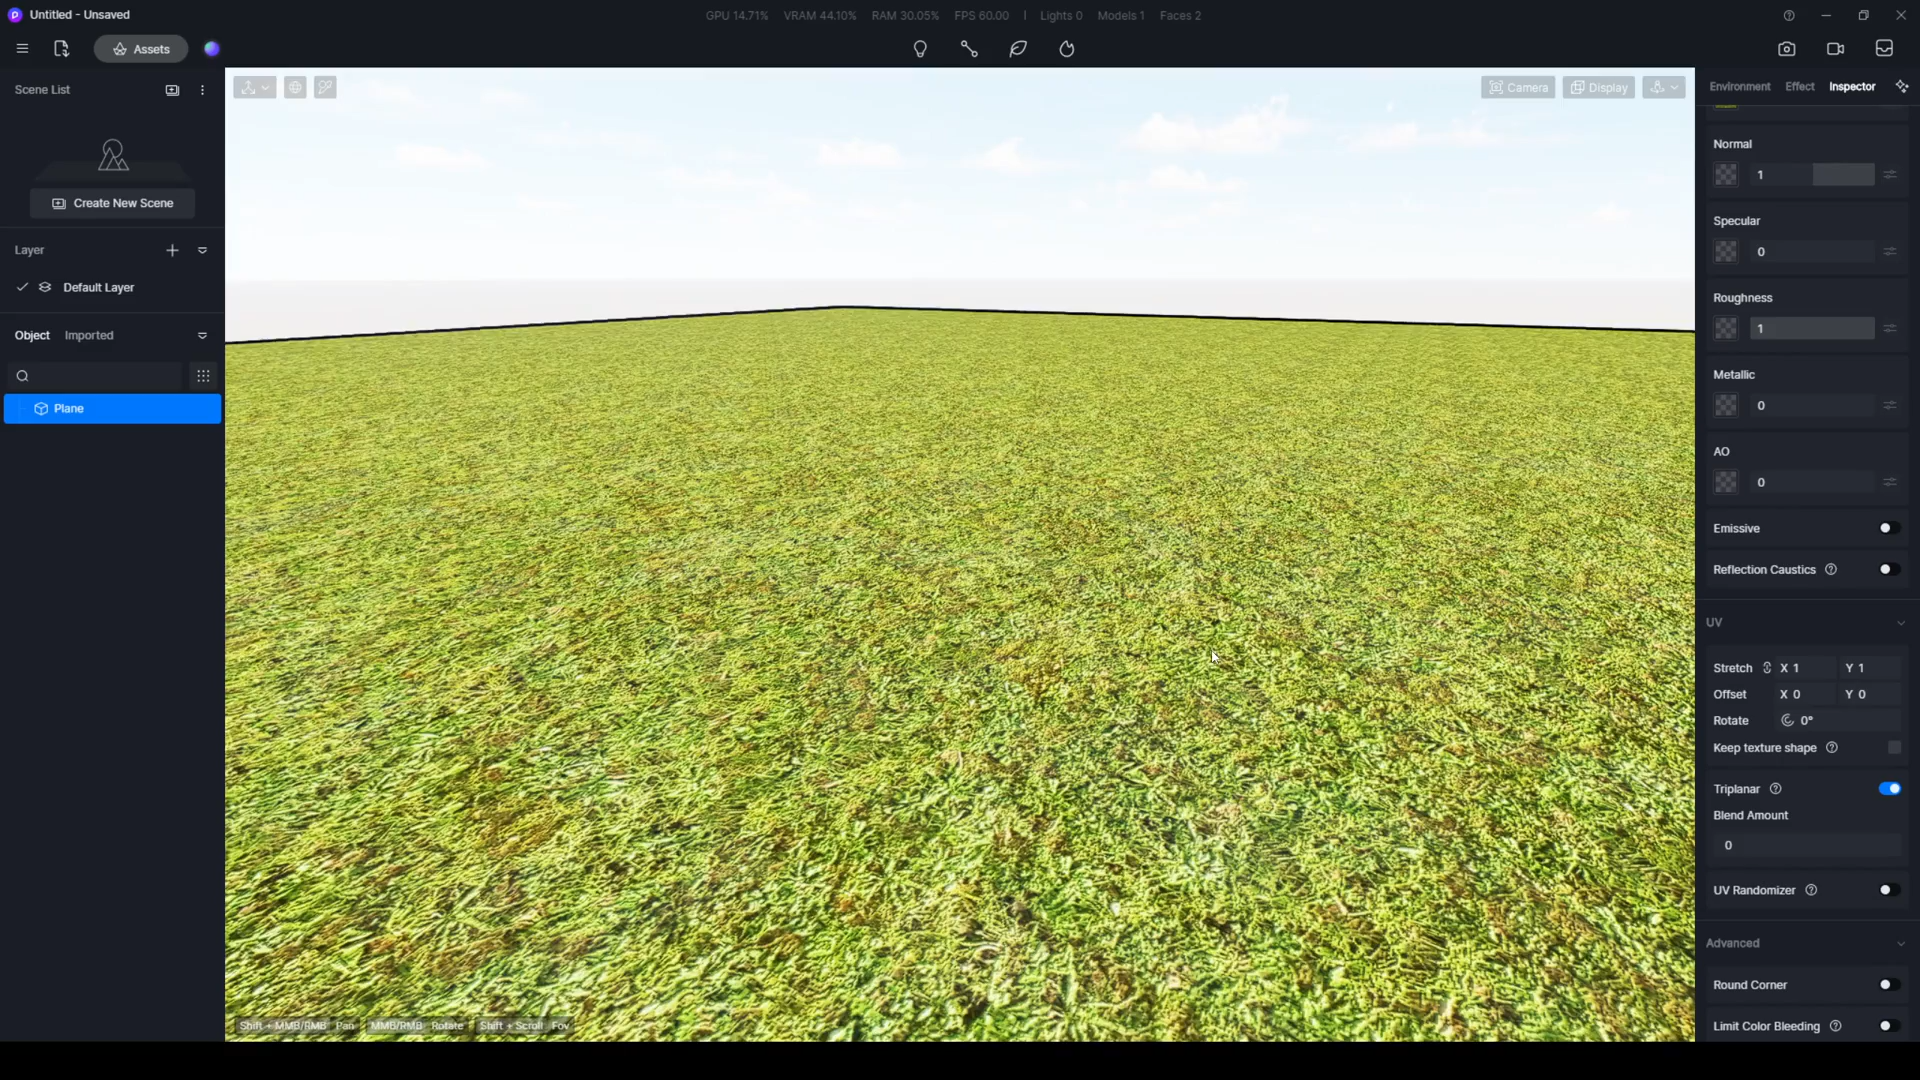 Untitled - Unsaved
GPU 14.71% VRAM 44.10% RAM 30.05% FPS 60.00 | Lights 0 Models 1 Faces 2
Assets
Scene List
Create New Scene
Layer
Default Layer
Object Imported
Plane
Camera
Display
Shift + MMB/RMB Pan MMB/RMB Rotate Shift + Scroll Fov
Environment Effect Inspector
Normal
1
Specular
0
Roughness
1
Metallic
0
AO
0
Emissive
Reflection Caustics
UV
Stretch X 1 Y 1
Offset X 0 Y 0
Rotate 0°
Keep texture shape
Triplanar
Blend Amount
0
UV Randomizer
Advanced
Round Corner
Limit Color Bleeding